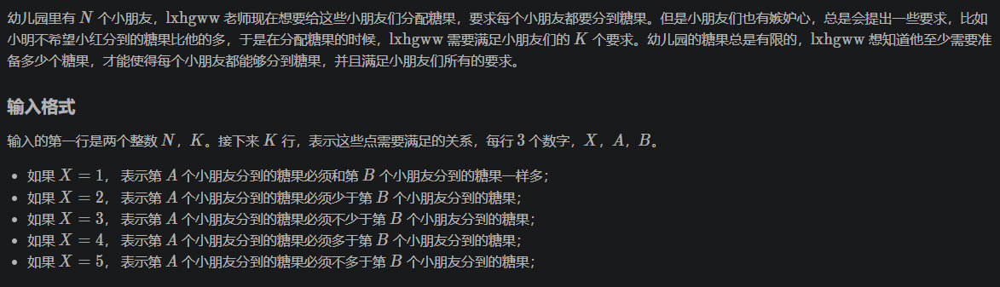 幼儿园里有 N 个小朋友，lxhgww 老师现在想要给这些小朋友们分配糖果，要求每个小朋友都要分到糖果。但是小朋友们也有嫉妒心，总是会提出一些要求，比如
小明不希望小红分到的糖果比他的多，于是在分配糖果的时候，lxhgww 需要满足小朋友们的 K 个要求。幼儿园的糖果总是有限的，lxhgww 想知道他至少需要准
备多少个糖果，才能使得每个小朋友都能够分到糖果，并且满足小朋友们所有的要求。
输入格式
输入的第一行是两个整数 N，K。接下来 K 行，表示这些点需要满足的关系，每行 3 个数字，X，A，B。
• 如果 X = 1， 表示第 A 个小朋友分到的糖果必须和第 B 个小朋友分到的糖果一样多；
• 如果 X = 2， 表示第 A 个小朋友分到的糖果必须少于第 B 个小朋友分到的糖果；
• 如果 X = 3， 表示第 A 个小朋友分到的糖果必须不少于第 B 个小朋友分到的糖果；
• 如果 X = 4， 表示第 A 个小朋友分到的糖果必须多于第 B 个小朋友分到的糖果；
• 如果 X = 5， 表示第 A 个小朋友分到的糖果必须不多于第 B 个小朋友分到的糖果；